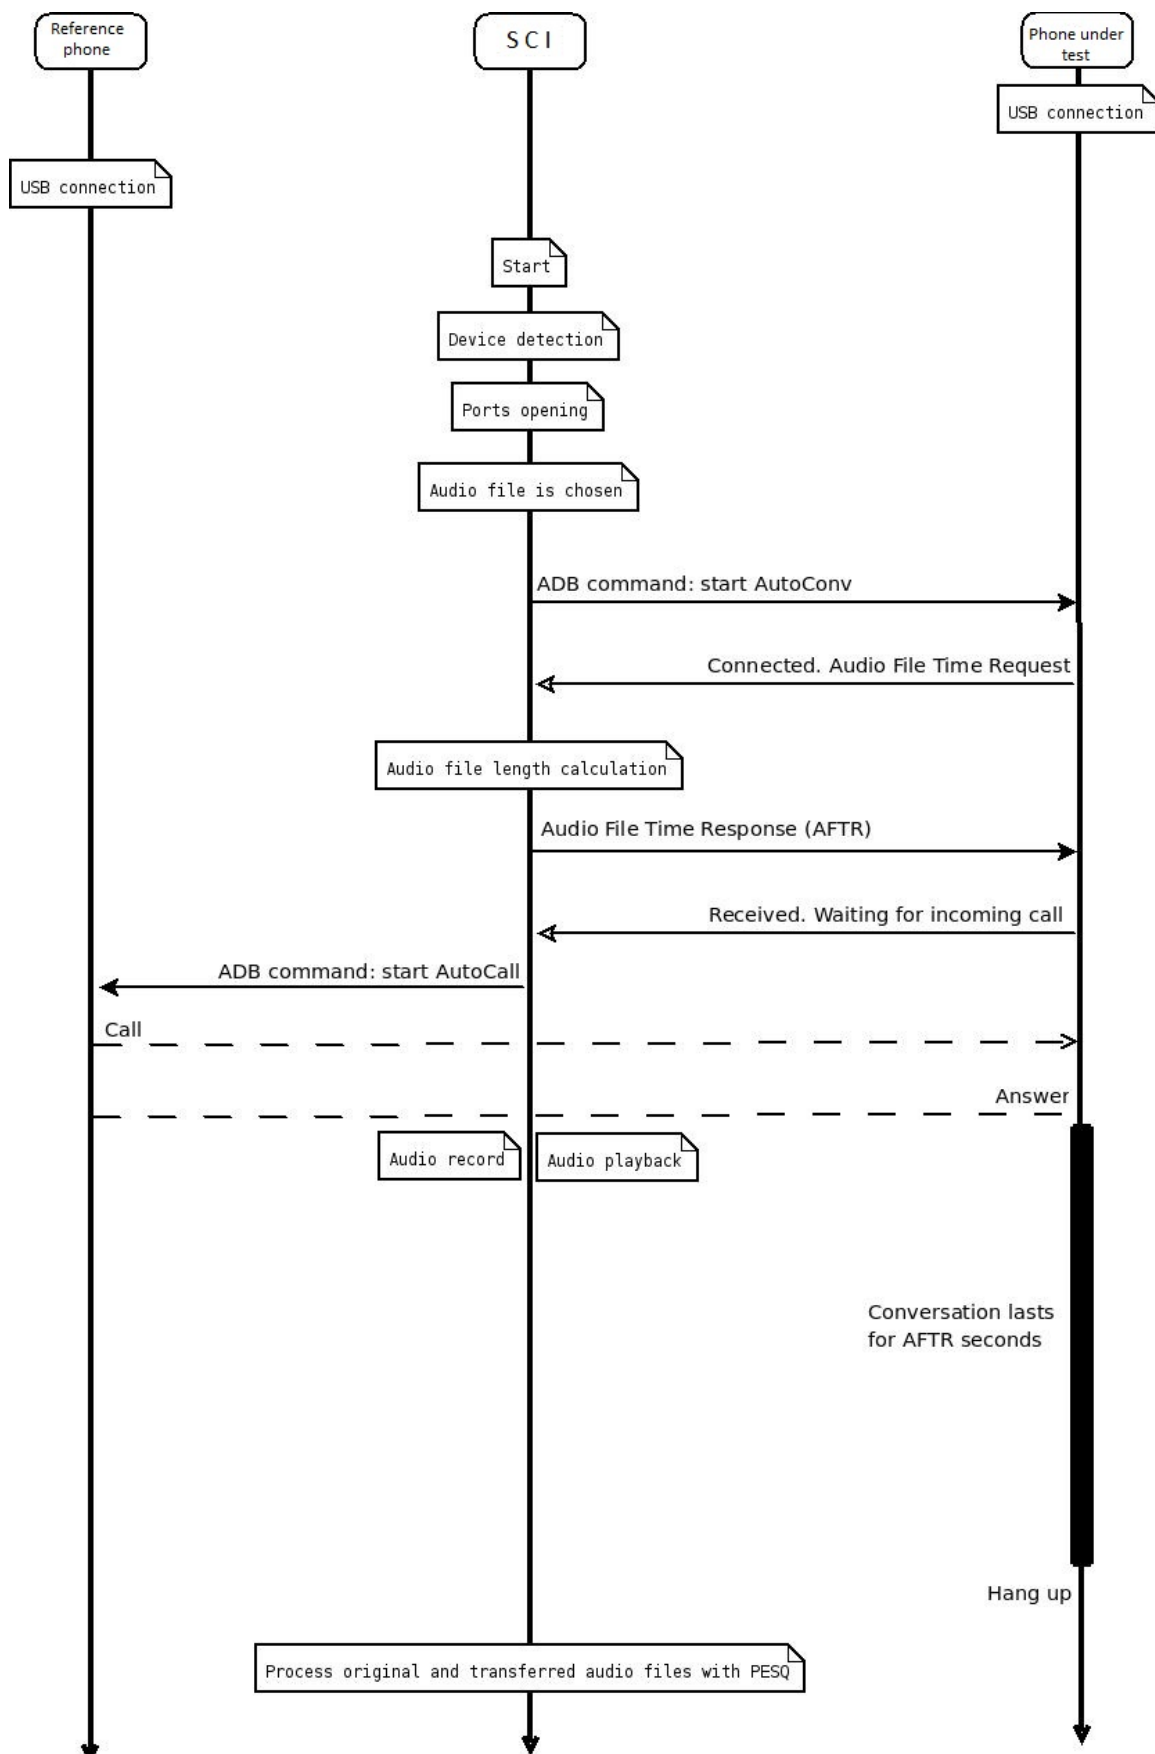 Reference
phone
S C I
Phone under
test
USB connection
USB connection
Start
Device detection
Ports opening
Audio file is chosen
ADB command: start AutoConv
Connected. Audio File Time Request
Audio file length calculation
Audio File Time Response (AFTR)
Received. Waiting for incoming call
ADB command: start AutoCall
Call
Answer
Audio record
Audio playback
Conversation lasts
for AFTR seconds
Hang up
Process original and transferred audio files with PESQ